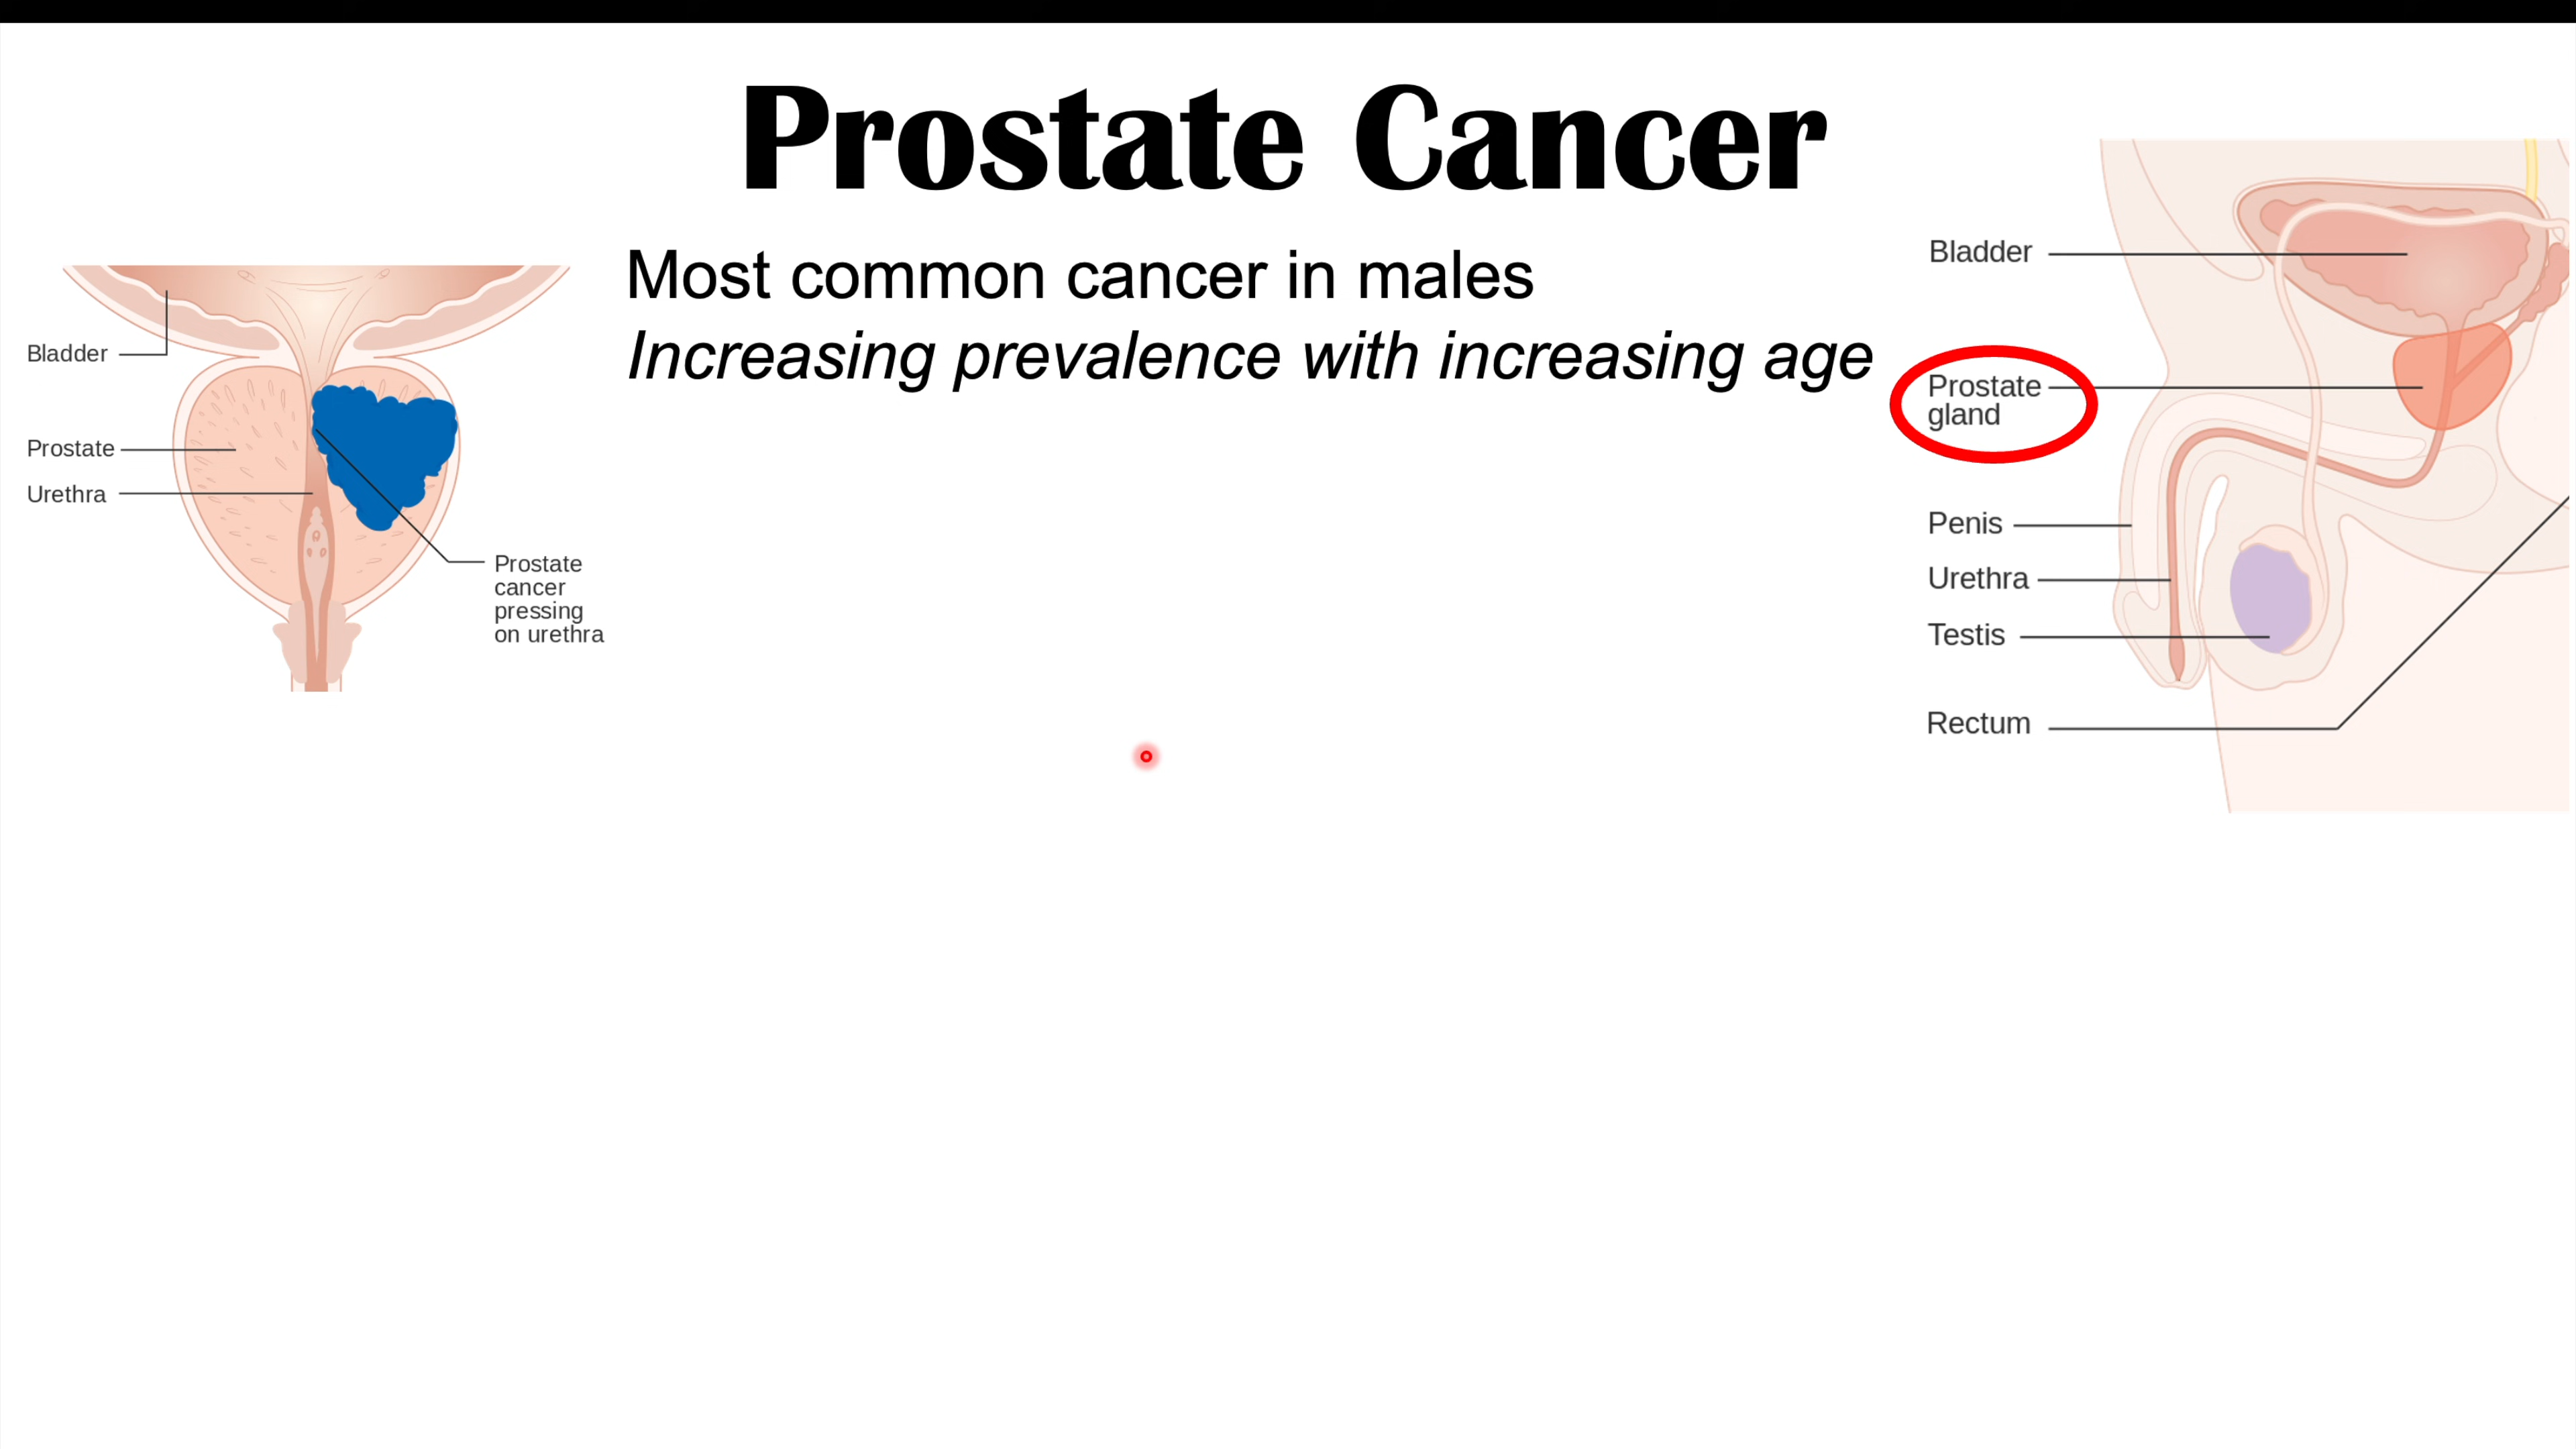 Prostate Cancer
Most common cancer in males
Increasing prevalence with increasing age
Bladder
Prostate
Urethra
Prostate
cancer
pressing
on urethra
Bladder
Prostate
gland
Penis
Urethra
Testis
Rectum